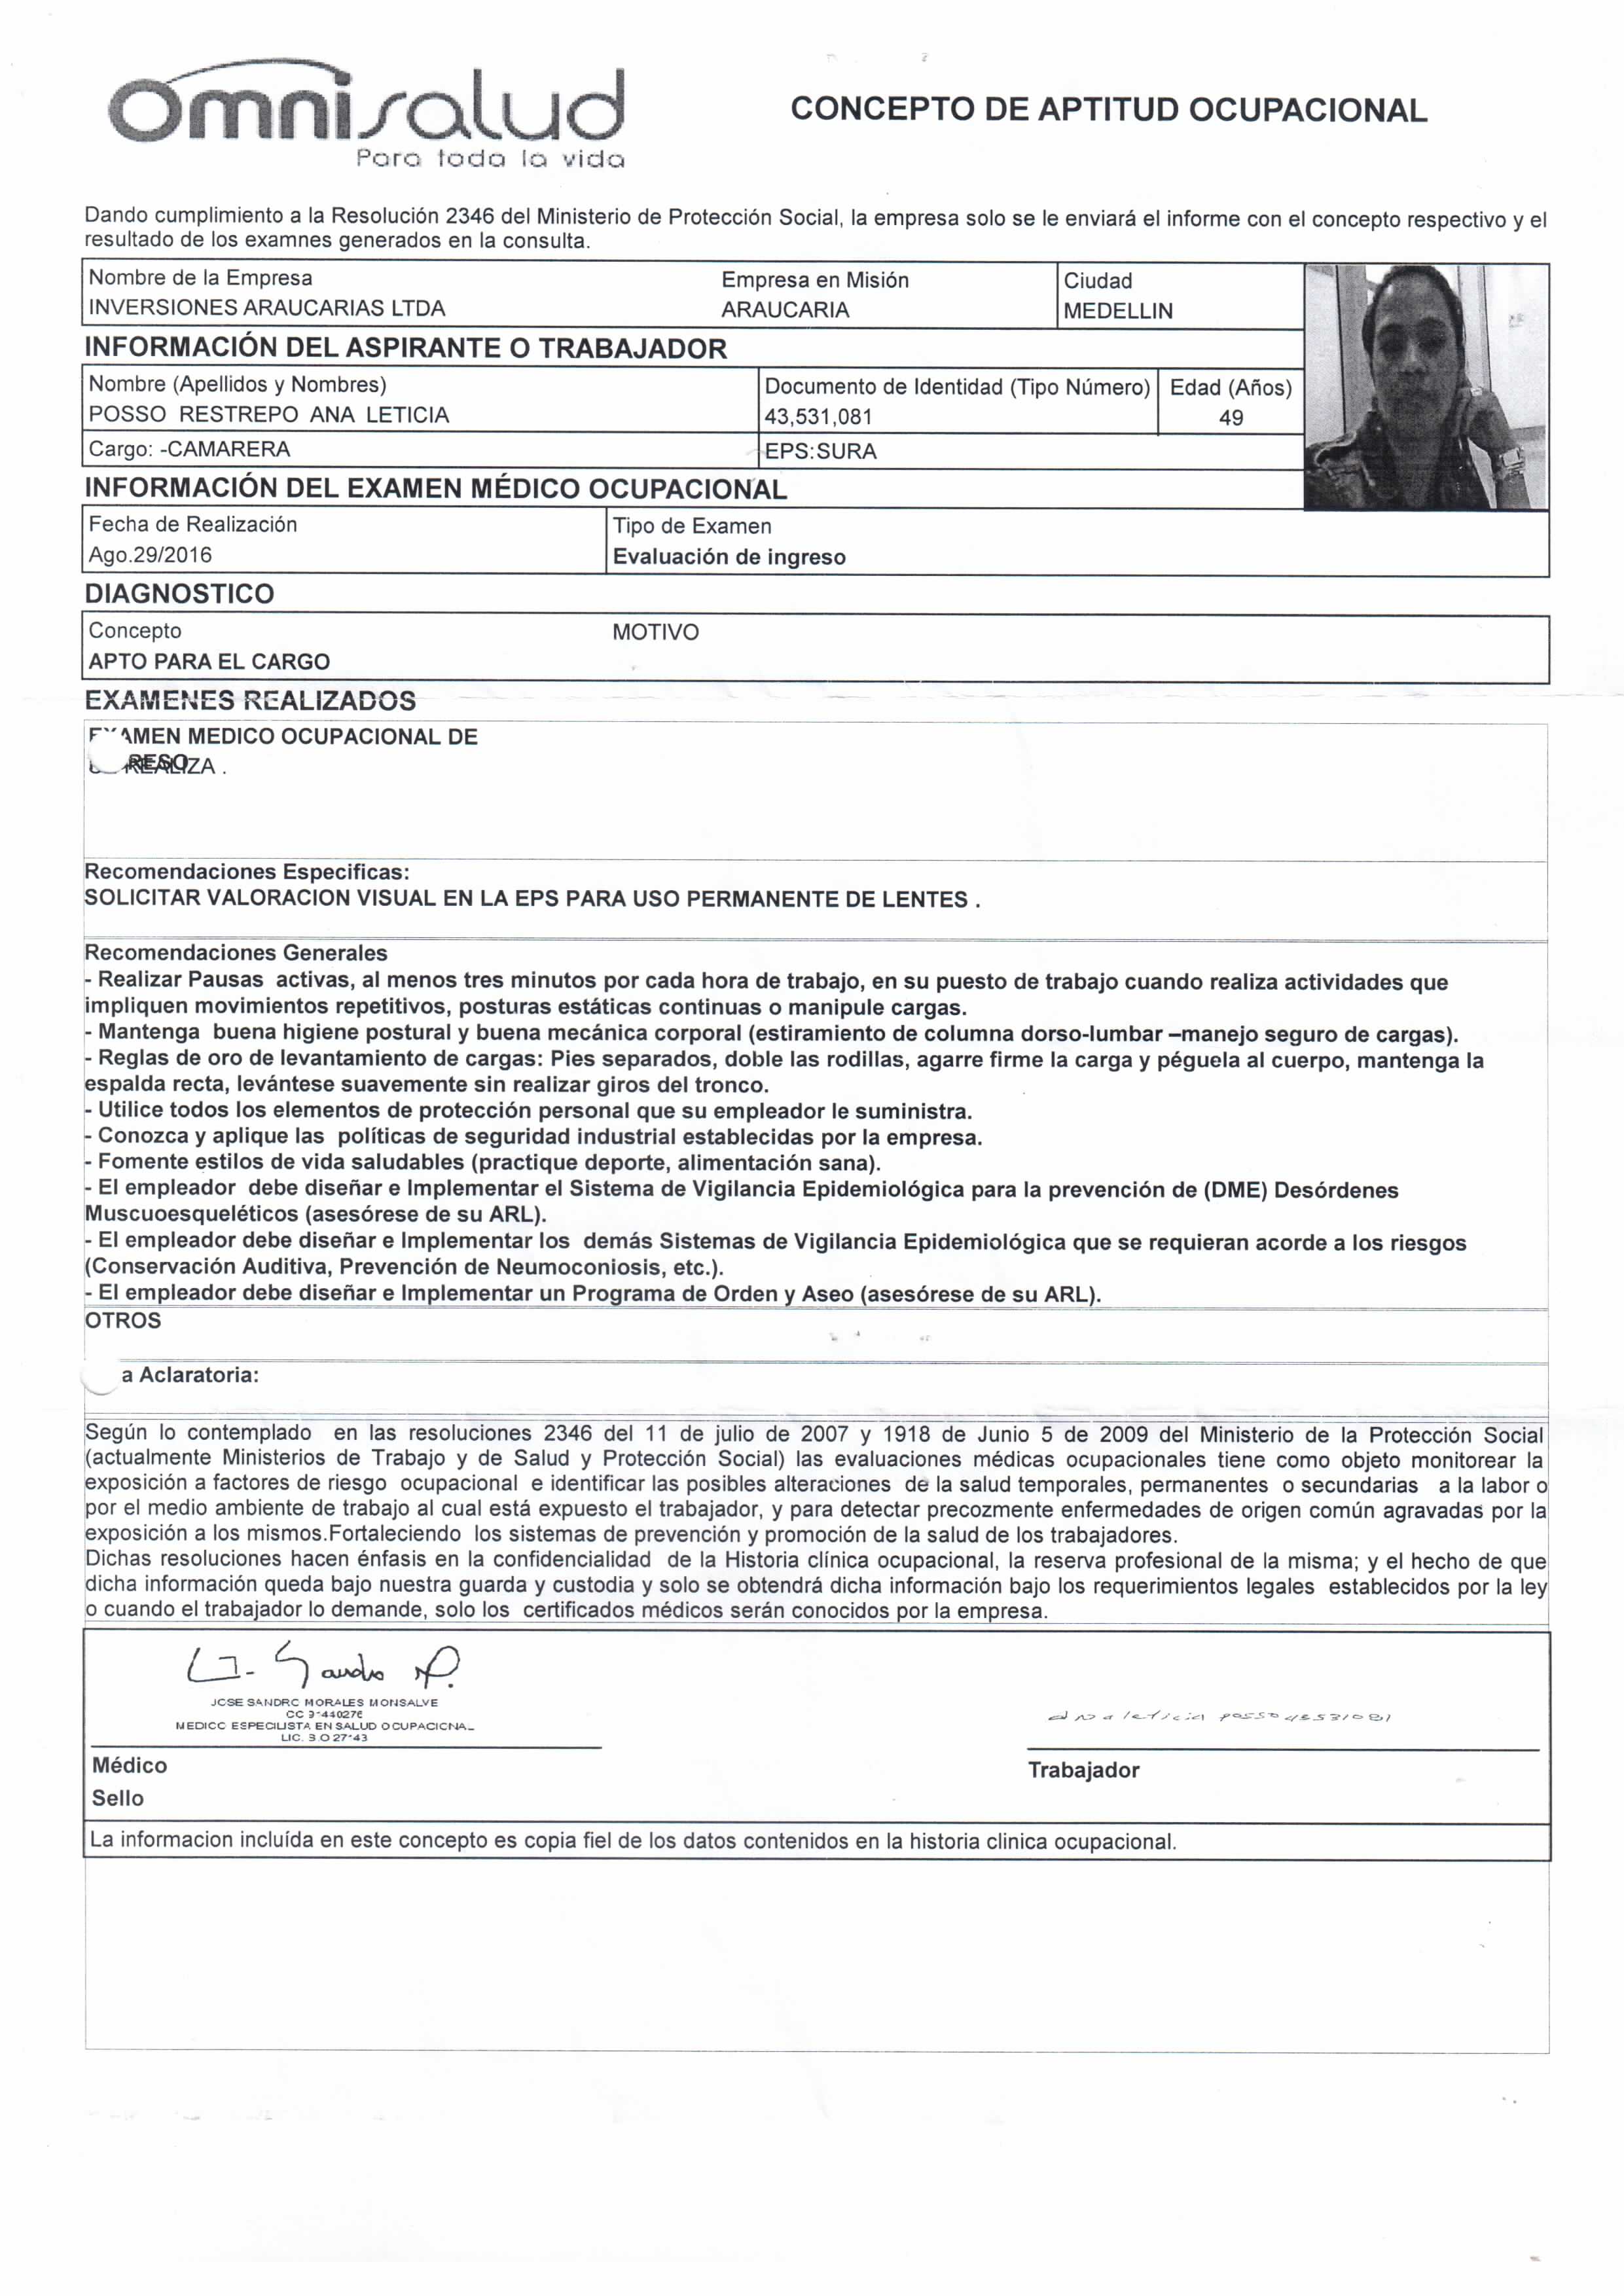 omnisalud
Para toda la vida
CONCEPTO DE APTITUD OCUPACIONAL
Dando cumplimiento a la Resolución 2346 del Ministerio de Protección Social, la empresa solo se le enviará el informe con el concepto respectivo y el
resultado de los examnes generados en la consulta.
Nombre de la Empresa Empresa en Misión Ciudad
INVERSIONES ARAUCARIAS LTDA ARAUCARIA MEDELLIN
INFORMACIÓN DEL ASPIRANTE O TRABAJADOR
Nombre (Apellidos y Nombres) Documento de Identidad (Tipo Número) Edad (Años)
POSSO RESTREPO ANA LETICIA 43,531,081 49
Cargo: -CAMARERA EPS:SURA
INFORMACIÓN DEL EXAMEN MÉDICO OCUPACIONAL
Fecha de Realización Tipo de Examen
Ago.29/2016 Evaluación de ingreso
DIAGNOSTICO
Concepto MOTIVO
APTO PARA EL CARGO
EXAMENES REALIZADOS
EXAMEN MEDICO OCUPACIONAL DE
Recomendaciones Especificas:
SOLICITAR VALORACION VISUAL EN LA EPS PARA USO PERMANENTE DE LENTES .
Recomendaciones Generales
- Realizar Pausas activas, al menos tres minutos por cada hora de trabajo, en su puesto de trabajo cuando realiza actividades que
impliquen movimientos repetitivos, posturas estáticas continuas o manipule cargas.
- Mantenga buena higiene postural y buena mecánica corporal (estiramiento de columna dorso-lumbar –manejo seguro de cargas).
- Reglas de oro de levantamiento de cargas: Pies separados, doble las rodillas, agarre firme la carga y péguela al cuerpo, mantenga la
espalda recta, levántese suavemente sin realizar giros del tronco.
- Utilice todos los elementos de protección personal que su empleador le suministra.
- Conozca y aplique las políticas de seguridad industrial establecidas por la empresa.
- Fomente estilos de vida saludables (practique deporte, alimentación sana).
- El empleador debe diseñar e Implementar el Sistema de Vigilancia Epidemiológica para la prevención de (DME) Desórdenes
Muscuoesqueléticos (asesórese de su ARL).
- El empleador debe diseñar e Implementar los demás Sistemas de Vigilancia Epidemiológica que se requieran acorde a los riesgos
(Conservación Auditiva, Prevención de Neumoconiosis, etc.).
- El empleador debe diseñar e Implementar un Programa de Orden y Aseo (asesórese de su ARL).
OTROS
a Aclaratoria:
Según lo contemplado en las resoluciones 2346 del 11 de julio de 2007 y 1918 de Junio 5 de 2009 del Ministerio de la Protección Social
(actualmente Ministerios de Trabajo y de Salud y Protección Social) las evaluaciones médicas ocupacionales tiene como objeto monitorear la
exposición a factores de riesgo ocupacional e identificar las posibles alteraciones de la salud temporales, permanentes o secundarias a la labor o
por el medio ambiente de trabajo al cual está expuesto el trabajador, y para detectar precozmente enfermedades de origen común agravadas por la
exposición a los mismos.Fortaleciendo los sistemas de prevención y promoción de la salud de los trabajadores.
Dichas resoluciones hacen énfasis en la confidencialidad de la Historia clínica ocupacional, la reserva profesional de la misma; y el hecho de que
dicha información queda bajo nuestra guarda y custodia y solo se obtendrá dicha información bajo los requerimientos legales establecidos por la ley
o cuando el trabajador lo demande, solo los certificados médicos serán conocidos por la empresa.
JOSE SANDRO MORALES MONSALVE
CC
MEDICO ESPECILISTA EN SALUD OCUPACIONAL
LIC.
ana leticia posso 43531081
Médico Trabajador
Sello
La informacion incluída en este concepto es copia fiel de los datos contenidos en la historia clinica ocupacional.